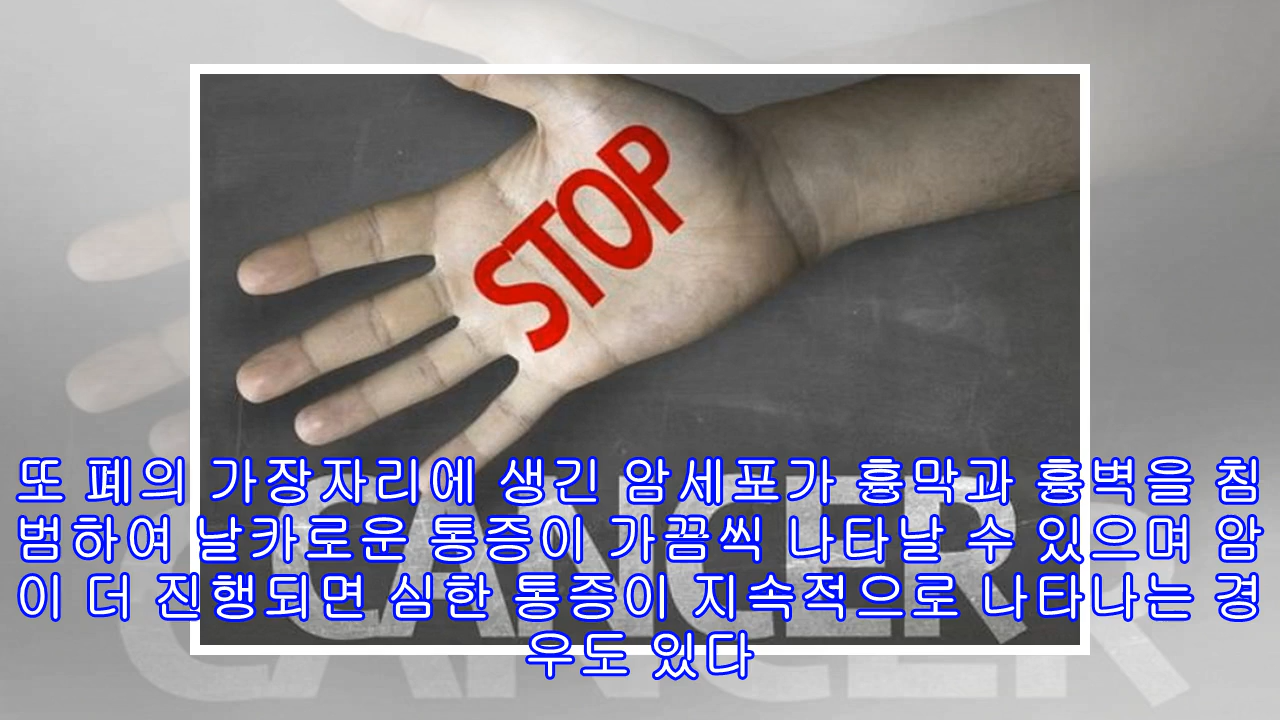 STOP
CANCER
또 폐의 가장자리에 생긴 암세포가 흉막과 흉벽을 침
범하여 날카로운 통증이 가끔씩 나타날 수 있으며 암
이 더 진행되면 심한 통증이 지속적으로 나타나는 경
우도 있다